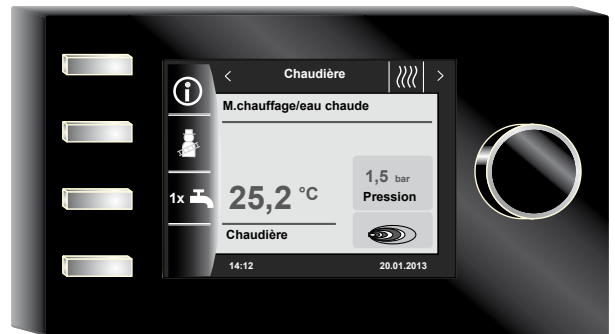 Chaudière
M.chauffage/eau chaude
1x
25,2 °C
1,5 bar
Pression
Chaudière
14:12
20.01.2013